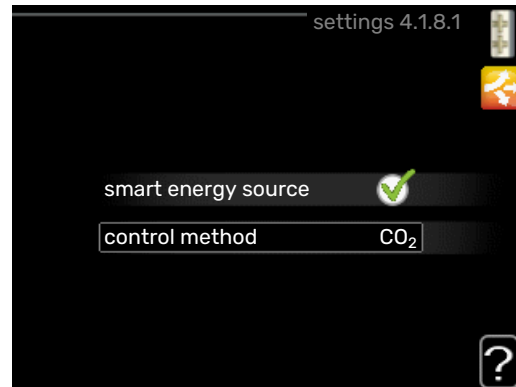 settings 4.1.8.1
smart energy source
control method CO₂
?